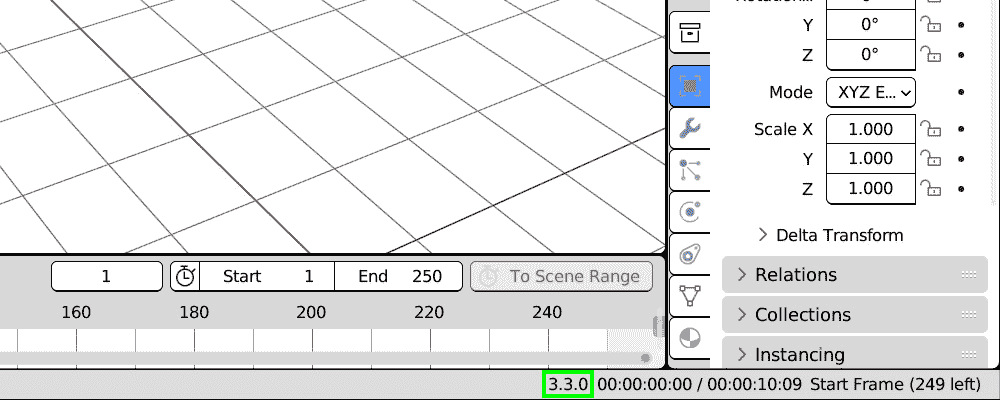 Y 0°
Z 0°
Mode XYZ E...
Scale X 1.000
Y 1.000
Z 1.000
Delta Transform
1 Start 1 End 250 To Scene Range
Relations
160 180 200 220 240
Collections
Instancing
3.3.0 00:00:00:00 / 00:00:10:09 Start Frame (249 left)